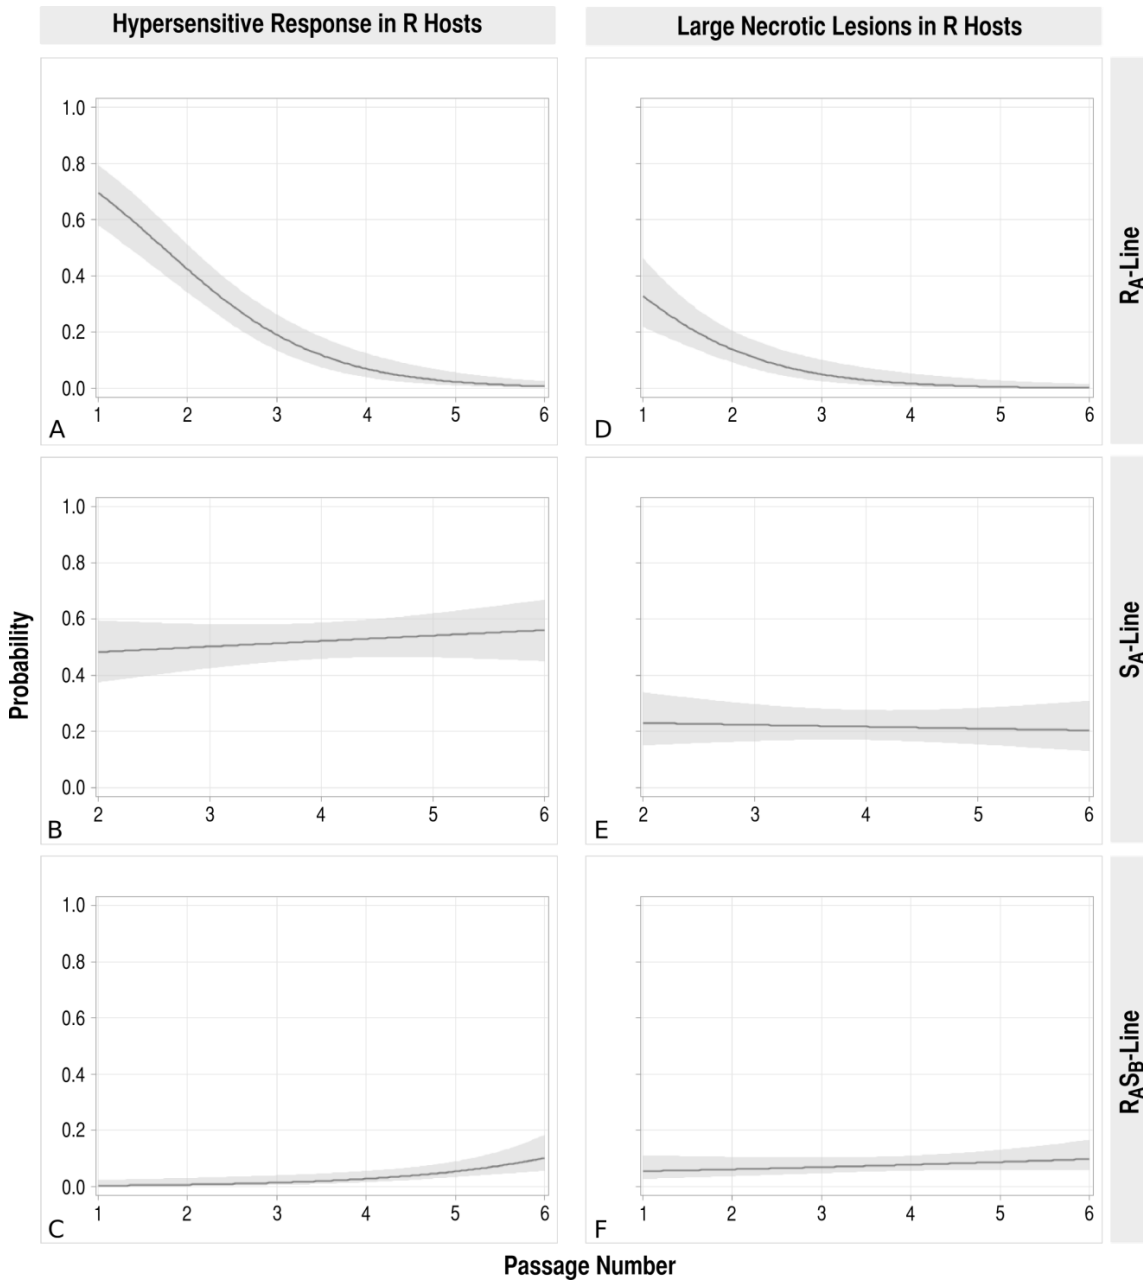 Hypersensitive Response in R Hosts
Large Necrotic Lesions in R Hosts
1.0
0.8
0.6
0.4
0.2
0.0
1 2 3 4 5 6
A
1 2 3 4 5 6
D
RA-Line
1.0
0.8
0.6
0.4
0.2
0.0
2 3 4 5 6
B
2 3 4 5 6
E
SA-Line
Probability
1.0
0.8
0.6
0.4
0.2
0.0
1 2 3 4 5 6
C
1 2 3 4 5 6
F
RASB-Line
Passage Number